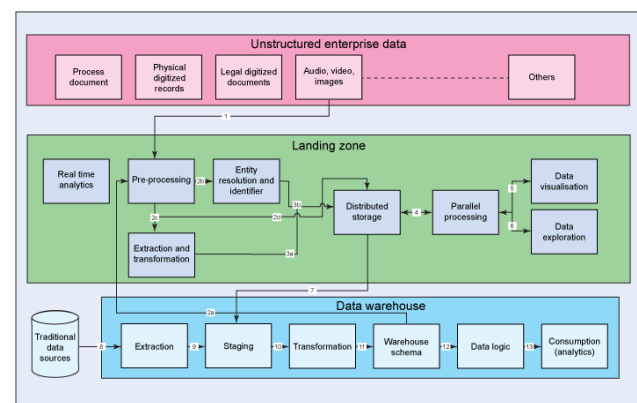 Unstructured enterprise data
Process
document
Physical
digitized
records
Legal digitized
documents
Audio, video,
images
Others
1
Landing zone
Real time
analytics
Pre-processing
2b
Entity
resolution and
identifier
2c
2d
3b
Extraction and
transformation
3a
Distributed
storage
4
Parallel
processing
5
6
Data
visualisation
Data
exploration
7
2a
Data warehouse
Traditional
data
sources
8
Extraction
9
Staging
10
Transformation
11
Warehouse
schema
12
Data logic
13
Consumption
(analytics)